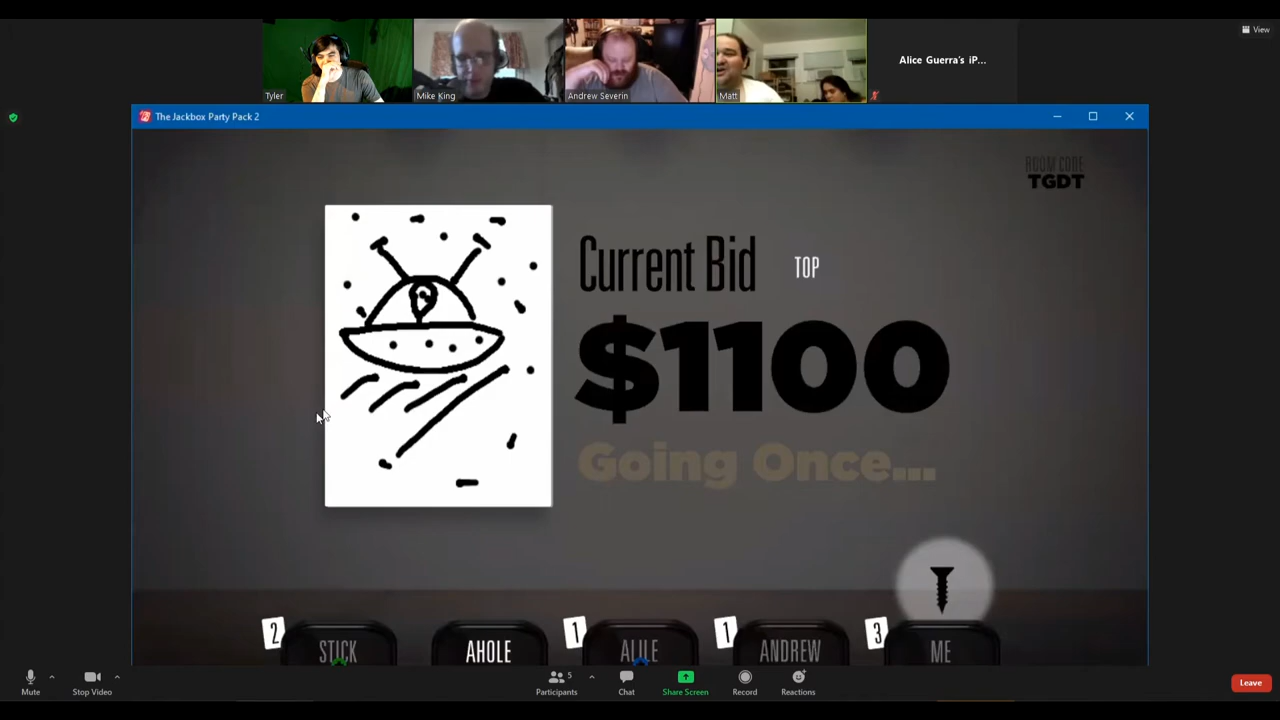 View
Tyler
Mike King
Andrew Severin
Matt
Alice Guerra's iP...
The Jackbox Party Pack 2
ROOM CODE
TGDT
Current Bid
TOP
$1100
Going Once...
2
STICK
AHOLE
1
ALILE
1
ANDREW
3
ME
Mute
Stop Video
Participants
5
Chat
Share Screen
Record
Reactions
Leave